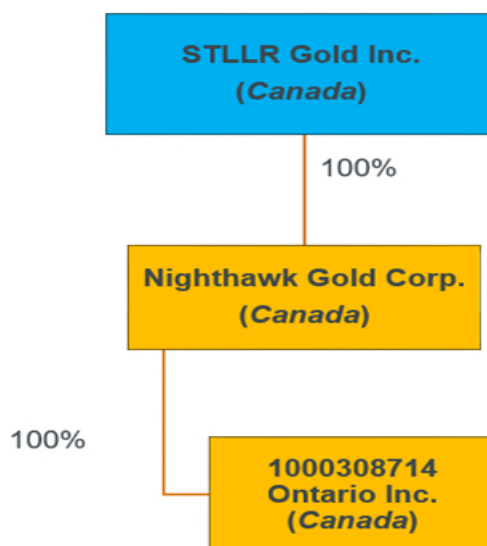 STLLR Gold Inc.
(Canada)
100%
Nighthawk Gold Corp.
(Canada)
100%
1000308714
Ontario Inc.
(Canada)